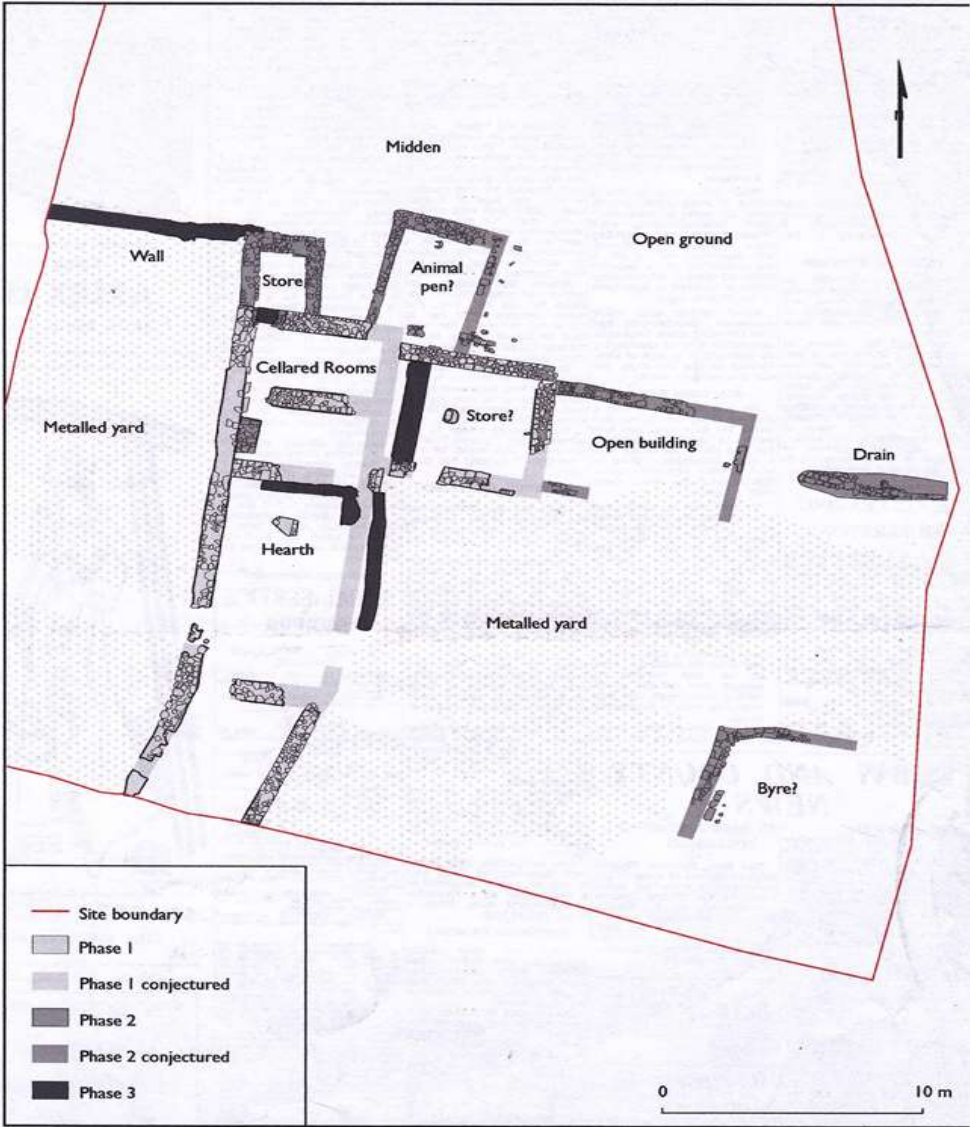 Midden
Open ground
Wall
Store
Animal
pen?
Cellared Rooms
Store?
Metalled yard
Open building
Drain
Hearth
Metalled yard
Byre?
Site boundary
Phase 1
Phase 1 conjectured
Phase 2
Phase 2 conjectured
Phase 3
0
10 m